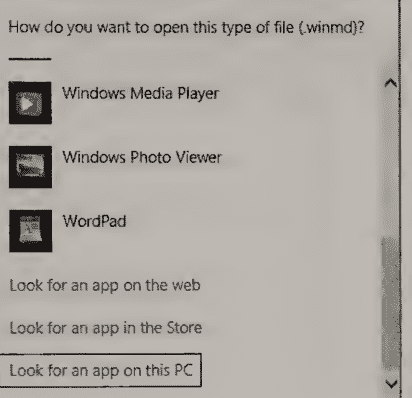 How do you want to open this type of file (.winmd)?
Windows Media Player
Windows Photo Viewer
WordPad
Look for an app on the web
Look for an app in the Store
Look for an app on this PC